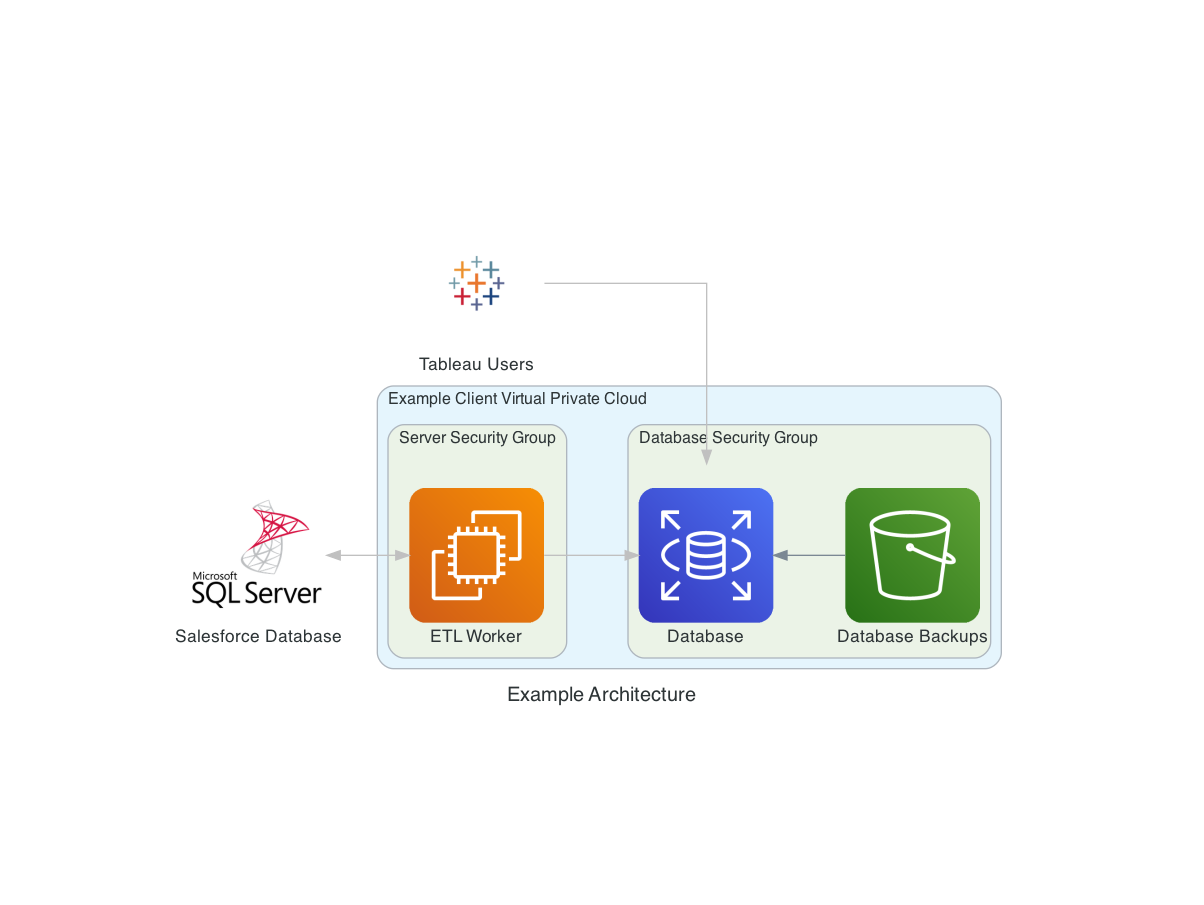 Tableau Users
Example Client Virtual Private Cloud
Server Security Group
Database Security Group
Microsoft
SQL Server
Salesforce Database
ETL Worker
Database
Database Backups
Example Architecture